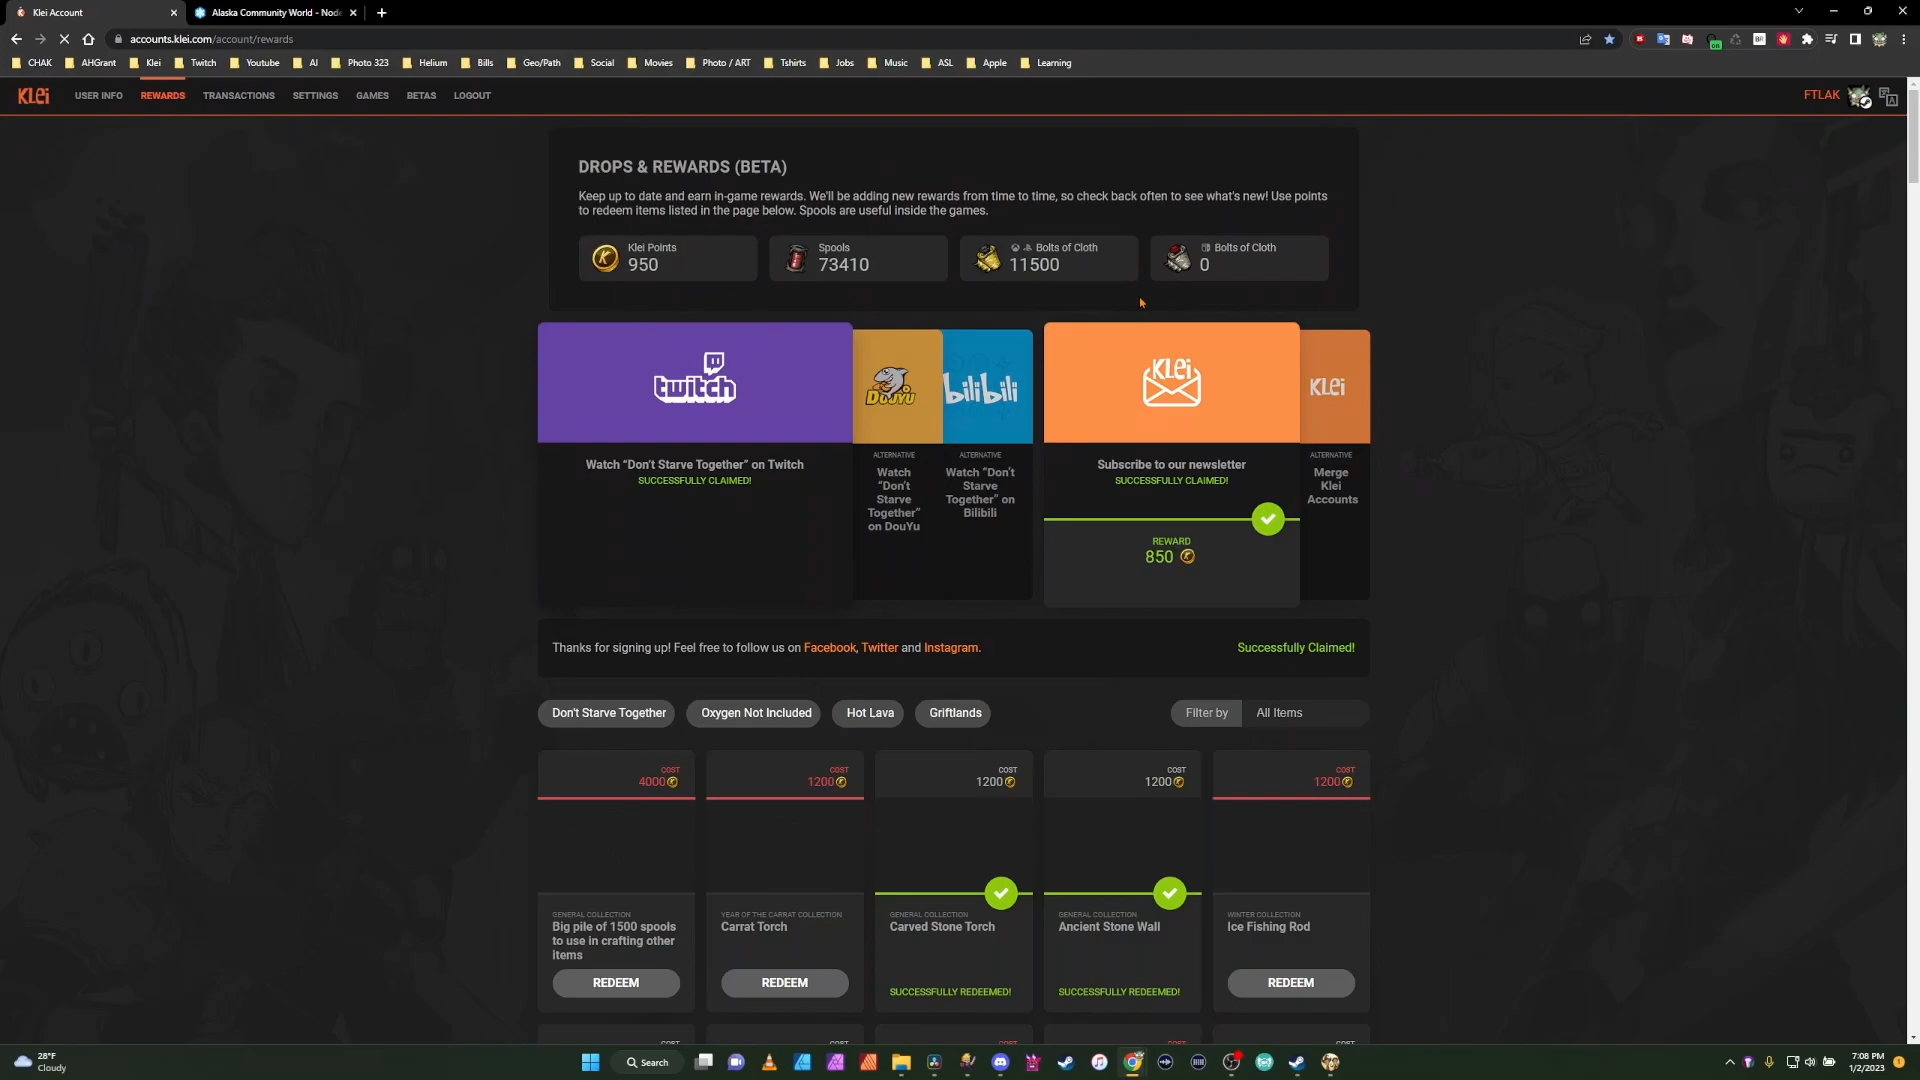 Klei Account
Alaska Community World - Node
accounts.klei.com/account/rewards
CHAK
AHGrant
Klei
Twitch
Youtube
AI
Photo 323
Helium
Bills
Geo/Path
Social
Movies
Photo / ART
Tshirts
Jobs
Music
ASL
Apple
Learning
KLei
USER INFO
REWARDS
TRANSACTIONS
SETTINGS
GAMES
BETAS
LOGOUT
FTLAK
DROPS & REWARDS (BETA)
Keep up to date and earn in-game rewards. We'll be adding new rewards from time to time, so check back often to see what's new! Use points
to redeem items listed in the page below. Spools are useful inside the games.
Klei Points
950
Spools
73410
Bolts of Cloth
11500
Bolts of Cloth
0
twitch
Watch “Don't Starve Together” on Twitch
SUCCESSFULLY CLAIMED!
DOUYU
ALTERNATIVE
Watch
“Don't
Starve
Together”
on DouYu
bilibili
ALTERNATIVE
Watch “Don't
Starve
Together” on
Bilibili
KLEi
Subscribe to our newsletter
SUCCESSFULLY CLAIMED!
REWARD
850
KLEi
ALTERNATIVE
Merge
Klei
Accounts
Thanks for signing up! Feel free to follow us on Facebook, Twitter and Instagram.
Successfully Claimed!
Don't Starve Together
Oxygen Not Included
Hot Lava
Griftlands
Filter by
All Items
COST
4000
GENERAL COLLECTION
Big pile of 1500 spools
to use in crafting other
items
REDEEM
COST
1200
YEAR OF THE CARRAT COLLECTION
Carrat Torch
REDEEM
COST
1200
GENERAL COLLECTION
Carved Stone Torch
SUCCESSFULLY REDEEMED!
COST
1200
GENERAL COLLECTION
Ancient Stone Wall
SUCCESSFULLY REDEEMED!
COST
1200
WINTER COLLECTION
Ice Fishing Rod
REDEEM
28°F
Cloudy
Search
7:08 PM
1/2/2023